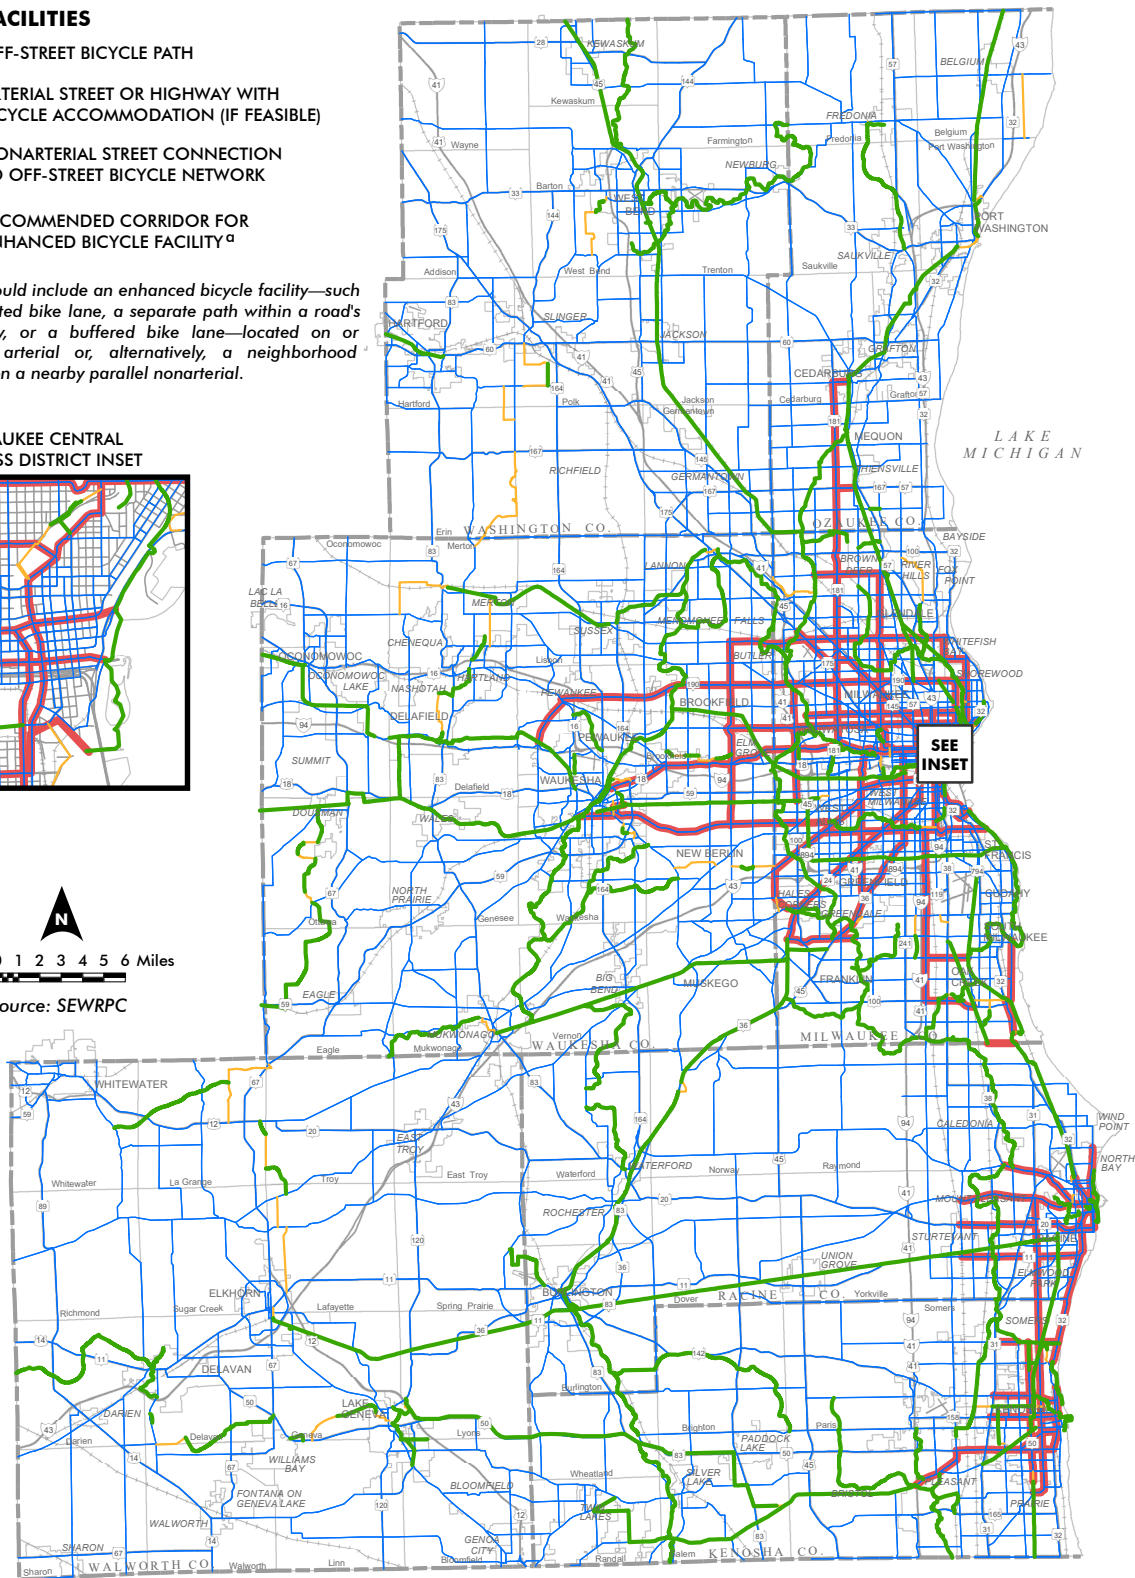 ACILITIES
FF-STREET BICYCLE PATH
TERIAL STREET OR HIGHWAY WITH
CYCLE ACCOMMODATION (IF FEASIBLE)
ONARTERIAL STREET CONNECTION
O OFF-STREET BICYCLE NETWORK
COMMENDED CORRIDOR FOR
NHANCED BICYCLE FACILITY a
ould include an enhanced bicycle facility—such
ted bike lane, a separate path within a road's
y, or a buffered bike lane—located on or
arterial or, alternatively, a neighborhood
on a nearby parallel nonarterial.
AUKEE CENTRAL
SS DISTRICT INSET
N
0 1 2 3 4 5 6 Miles
ource: SEWRPC
LAKE
MICHIGAN
SEE
INSET
KEWASKUM
Kewaskum
Wayne
Barton
WEST
BEND
Farmington
NEWBURG
BELGIUM
FREDONIA
Fredonia
Belgium
Port Washington
PORT
WASHINGTON
SAUKVILLE
Saukville
Addison
West Bend
Trenton
HARTFORD
SLINGER
JACKSON
GRAFTON
CEDARBURG
Hartford
Polk
Jackson
Germantown
Cedarburg
Grafton
MEQUON
THIENSVILLE
RICHFIELD
GERMANTOWN
Erin
WASHINGTON CO.
OZAUKEE CO.
BAYSIDE
Oconomowoc
Merton
LANNON
BROWN
DEER
RIVER
HILLS
FOX
POINT
LAC LA
BELLE
MERTON
SUSSEX
MENOMONEE FALLS
GLENDALE
WHITEFISH
BAY
CHENEQUA
OCONOMOWOC
OCONOMOWOC
LAKE
NASHOTAH
HARTLAND
Lisbon
BUTLER
SHOREWOOD
PEWAUKEE
BROOKFIELD
MILWAUKEE
DELAFIELD
PEWAUKEE
ELM
GROVE
Brookfield
SUMMIT
WAUKESHA
Delafield
WEST
MILWAUKEE
DOUSMAN
WALES
NEW BERLIN
ST.
FRANCIS
GREENFIELD
CUDAHY
HALES
CORNERS
GREENDALE
NORTH
PRAIRIE
Ottawa
Genesee
Waukesha
SOUTH
MILWAUKEE
EAGLE
BIG
BEND
MUSKEGO
FRANKLIN
OAK
CREEK
MUKWONAGO
Eagle
Mukwonago
Vernon
WAUKESHA CO.
MILWAUKEE CO.
WHITEWATER
EAST
TROY
Whitewater
La Grange
Troy
East Troy
Waterford
WATERFORD
Norway
Raymond
CALEDONIA
WIND
POINT
NORTH
BAY
MOUNT PLEASANT
ROCHESTER
STURTEVANT
RACINE
UNION
GROVE
ELMWOOD
PARK
ELKHORN
Richmond
Sugar Creek
Lafayette
Spring Prairie
BURLINGTON
Dover
RACINE CO.
Yorkville
Somers
SOMERS
DELAVAN
Burlington
DARIEN
Darien
Delavan
LAKE
GENEVA
Geneva
Lyons
Brighton
Paris
PADDOCK
LAKE
WILLIAMS
BAY
FONTANA ON
GENEVA LAKE
BLOOMFIELD
Wheatland
SILVER
LAKE
BRISTOL
PLEASANT
PRAIRIE
TWIN
LAKES
WALWORTH
SHARON
GENOA
CITY
Sharon
WALWORTH CO.
Walworth
Linn
Bloomfield
Randall
Salem
KENOSHA CO.